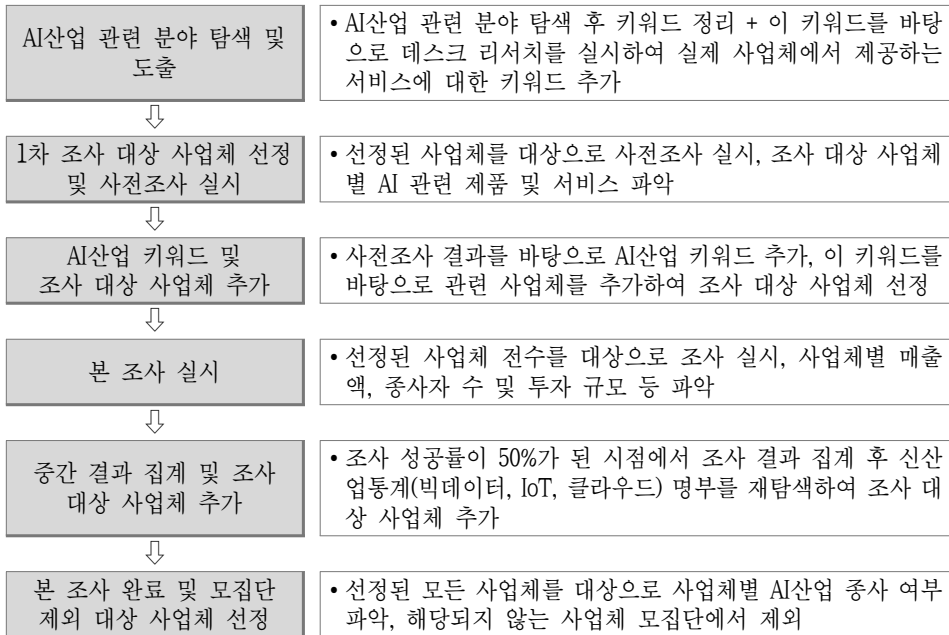 AI산업 관련 분야 탐색 및
도출
• AI산업 관련 분야 탐색 후 키워드 정리 + 이 키워드를 바탕
으로 데스크 리서치를 실시하여 실제 사업체에서 제공하는
서비스에 대한 키워드 추가
1차 조사 대상 사업체 선정
및 사전조사 실시
• 선정된 사업체를 대상으로 사전조사 실시, 조사 대상 사업체
별 AI 관련 제품 및 서비스 파악
AI산업 키워드 및
조사 대상 사업체 추가
• 사전조사 결과를 바탕으로 AI산업 키워드 추가, 이 키워드를
바탕으로 관련 사업체를 추가하여 조사 대상 사업체 선정
본 조사 실시
• 선정된 사업체 전수를 대상으로 조사 실시, 사업체별 매출
액, 종사자 수 및 투자 규모 등 파악
중간 결과 집계 및 조사
대상 사업체 추가
• 조사 성공률이 50%가 된 시점에서 조사 결과 집계 후 신산
업통계(빅데이터, IoT, 클라우드) 명부를 재탐색하여 조사 대
상 사업체 추가
본 조사 완료 및 모집단
제외 대상 사업체 선정
• 선정된 모든 사업체를 대상으로 사업체별 AI산업 종사 여부
파악, 해당되지 않는 사업체 모집단에서 제외